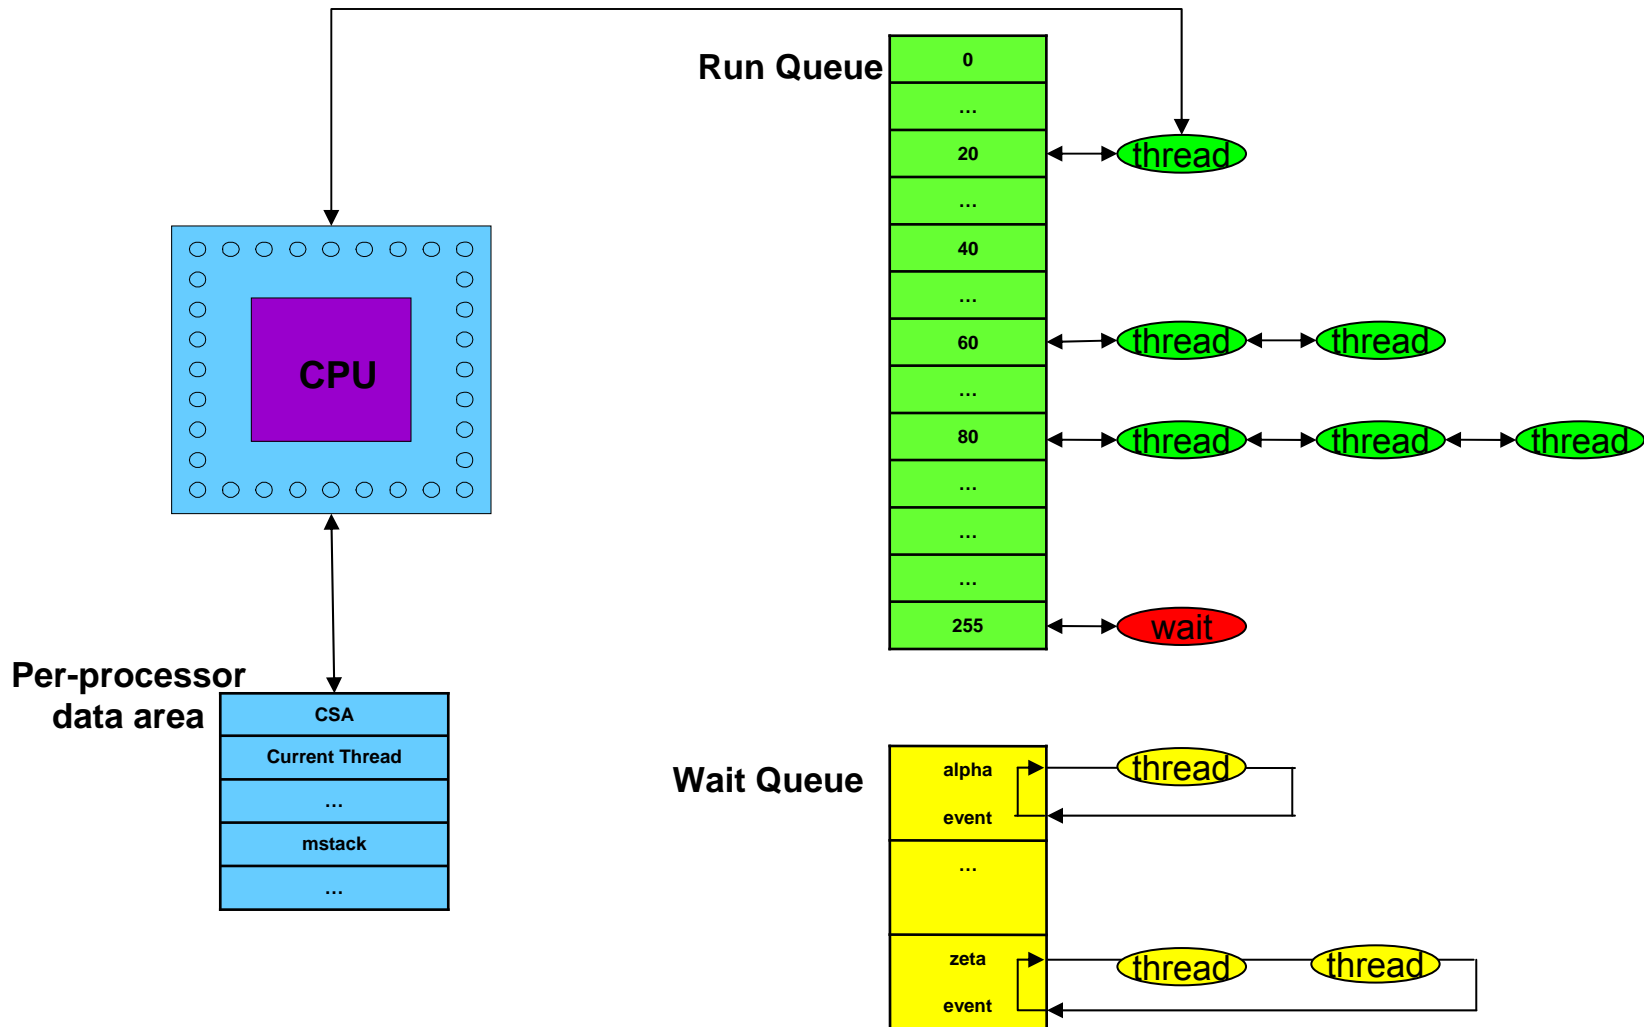 Run Queue
0
...
20
...
40
...
60
...
80
...
...
...
255
thread
thread
thread
thread
thread
thread
wait
CPU
Per-processor
data area
CSA
Current Thread
...
mstack
...
Wait Queue
alpha
event
...
zeta
event
thread
thread
thread